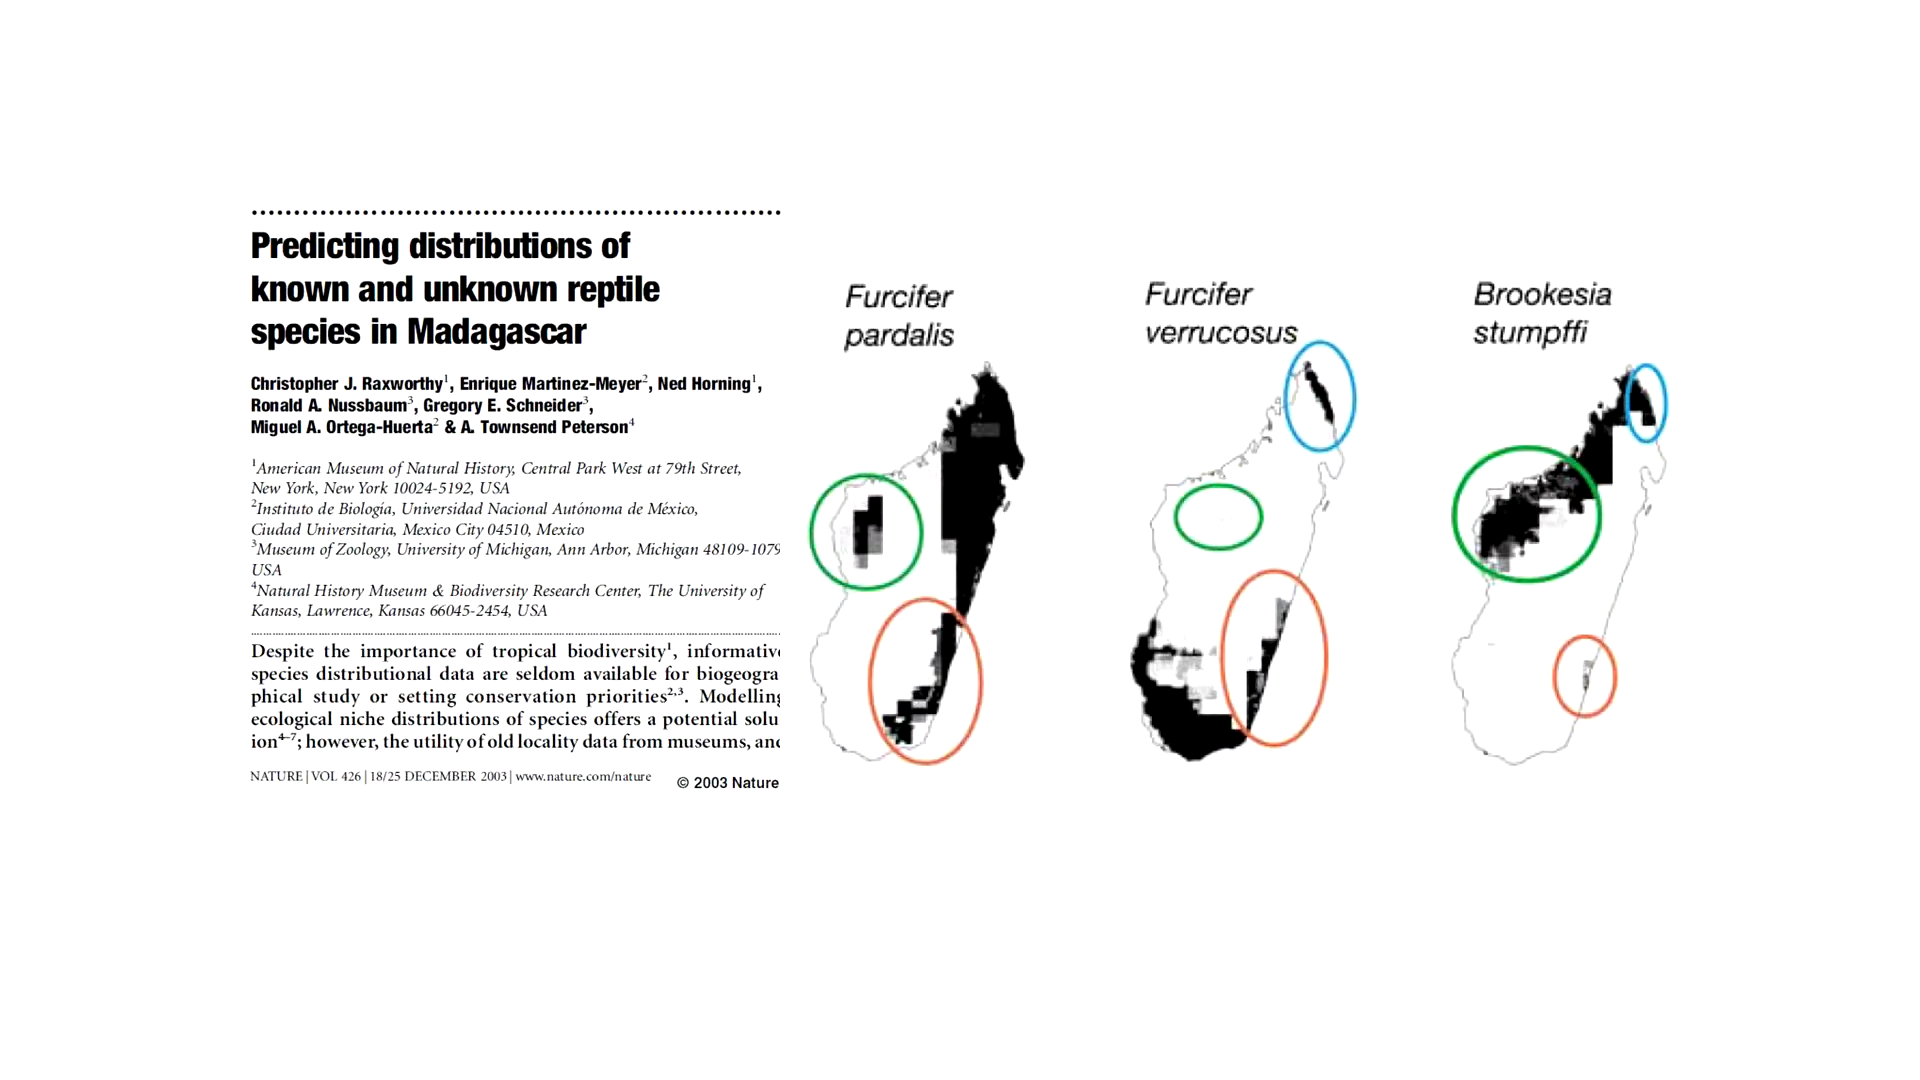 Predicting distributions of
known and unknown reptile
species in Madagascar
Christopher J. Raxworthy1, Enrique Martinez-Meyer2, Ned Horning1,
Ronald A. Nussbaum3, Gregory E. Schneider3,
Miguel A. Ortega-Huerta2 & A. Townsend Peterson4
1American Museum of Natural History, Central Park West at 79th Street,
New York, New York 10024-5192, USA
2Instituto de Biología, Universidad Nacional Autónoma de México,
Ciudad Universitaria, Mexico City 04510, Mexico
3Museum of Zoology, University of Michigan, Ann Arbor, Michigan 48109-1079
USA
4Natural History Museum & Biodiversity Research Center, The University of
Kansas, Lawrence, Kansas 66045-2454, USA
Despite the importance of tropical biodiversity1, informative
species distributional data are seldom available for biogeogra
phical study or setting conservation priorities2,3. Modelling
ecological niche distributions of species offers a potential solu
ion4–7; however, the utility of old locality data from museums, and
NATURE | VOL 426 | 18/25 DECEMBER 2003 | www.nature.com/nature
© 2003 Nature
Furcifer
pardalis
Furcifer
verrucosus
Brookesia
stumpffi